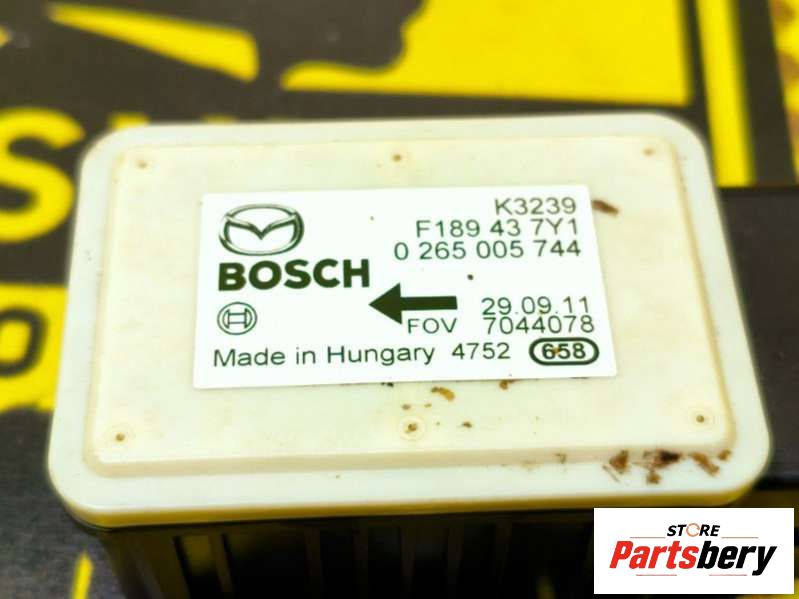 K3239
F189 43 7Y1
0 265 005 744
BOSCH
29.09.11
FOV 7044078
Made in Hungary 4752 658
STORE
Partsbery